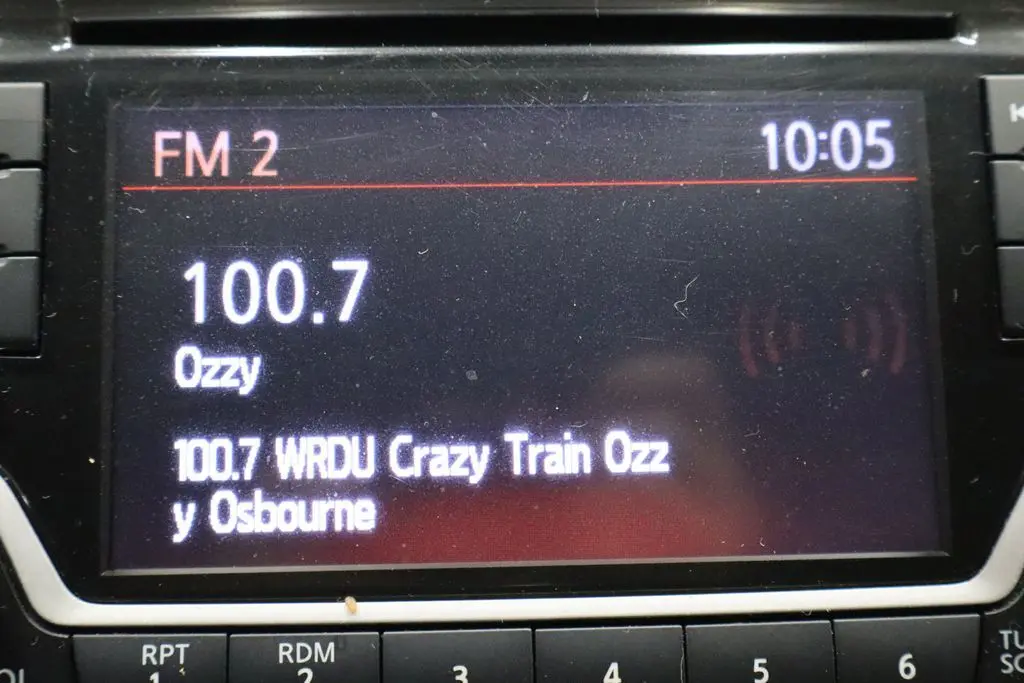 FM 2 10:05
100.7
Ozzy
100.7 WRDU Crazy Train Ozz
y Osbourne
RPT RDM
1 2 3 4 5 6